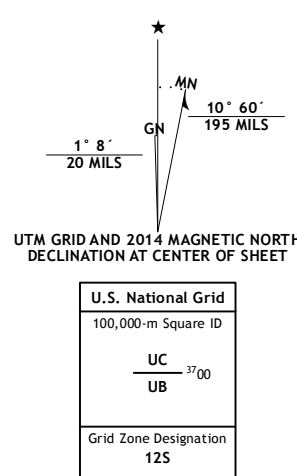 MN
10° 60´
195 MILS
GN
1° 8´
20 MILS
UTM GRID AND 2014 MAGNETIC NORTH
DECLINATION AT CENTER OF SHEET
U.S. National Grid
100,000-m Square ID
UC
3700
UB
Grid Zone Designation
12S